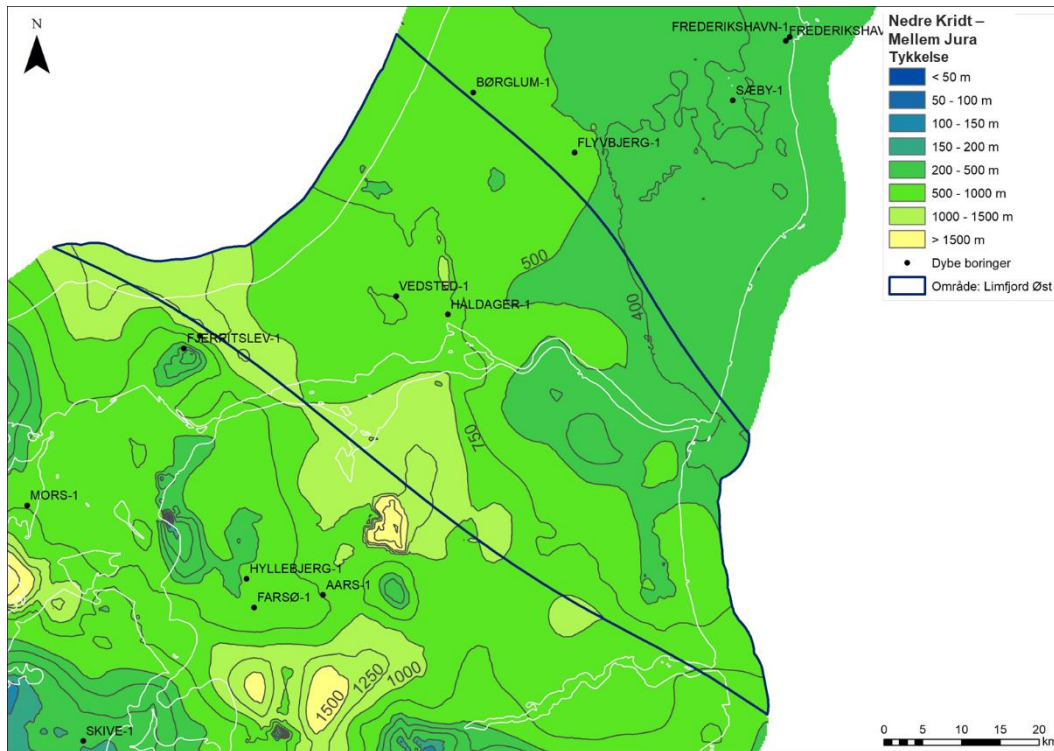 N
Nedre Kridt –
Mellem Jura
Tykkelse
< 50 m
50 - 100 m
100 - 150 m
150 - 200 m
200 - 500 m
500 - 1000 m
1000 - 1500 m
> 1500 m
Dybe boringer
Område: Limfjord Øst
FREDERIKSHAVN-1
FREDERIKSHAV
SÆBY-1
BØRGLUM-1
FLYVBJERG-1
500
400
VEDSTED-1
HALDAGER-1
FJERRITSLEV-1
750
MORS-1
HYLLEBJERG-1
AARS-1
FARSØ-1
1500
1250
1000
SKIVE-1
0 5 10 15 20
km